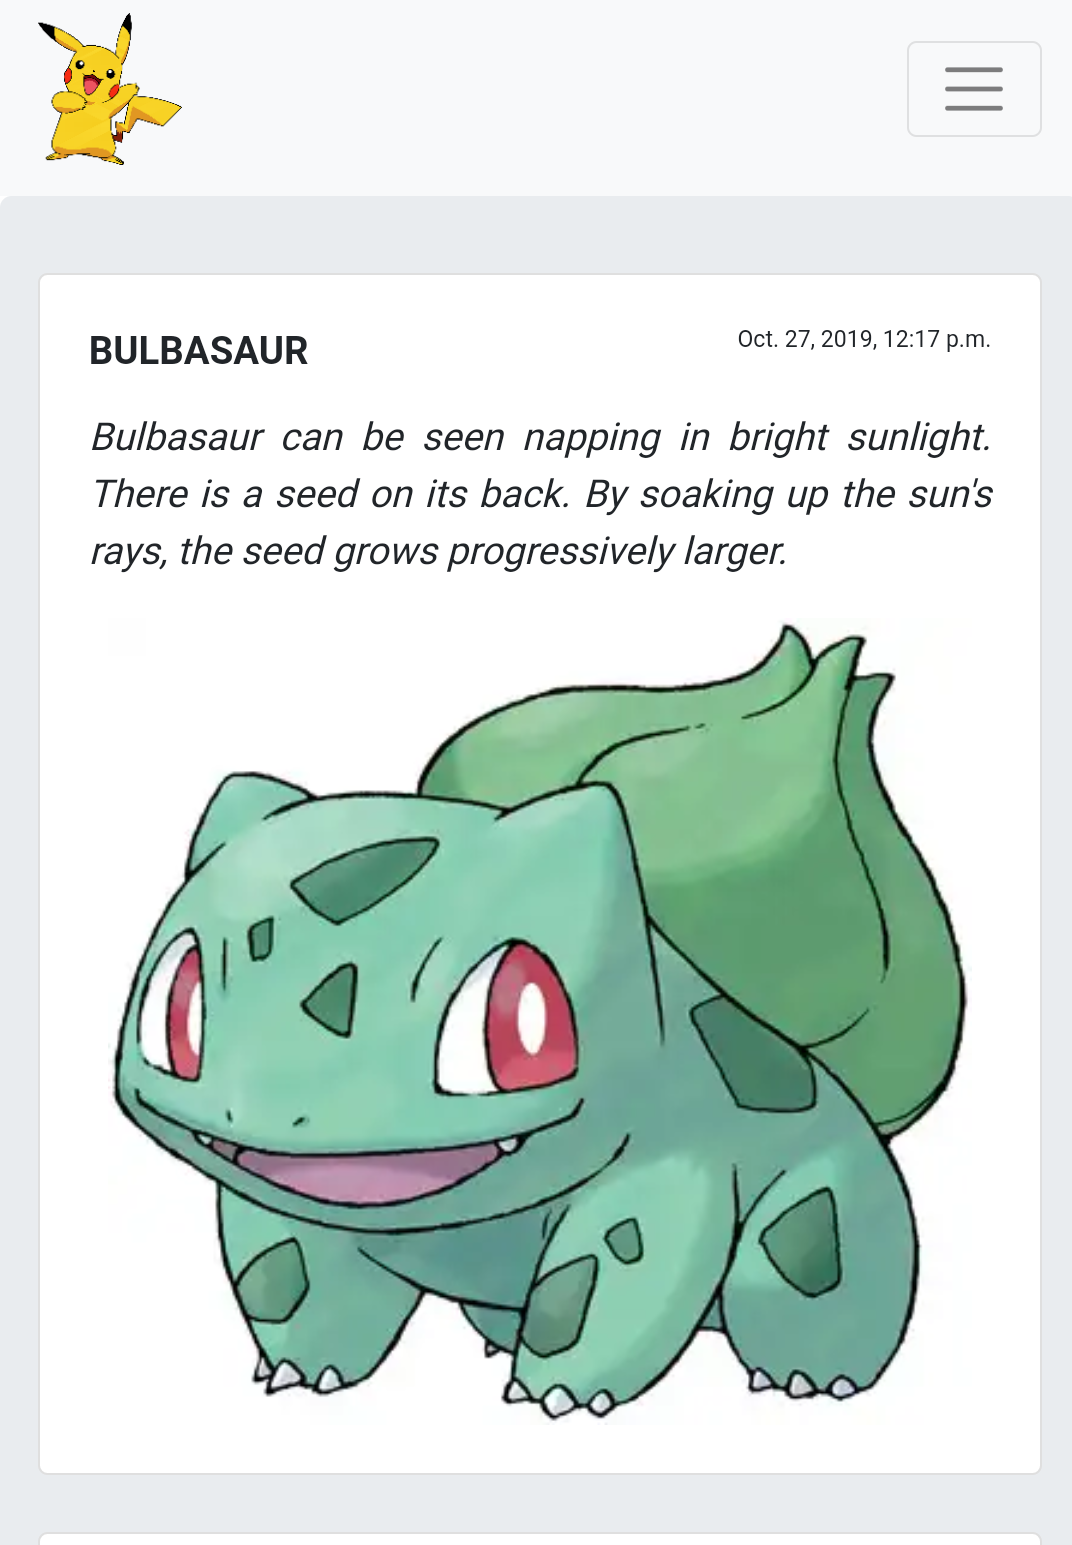 BULBASAUR
Oct. 27, 2019, 12:17 p.m.
Bulbasaur can be seen napping in bright sunlight.
There is a seed on its back. By soaking up the sun's
rays, the seed grows progressively larger.